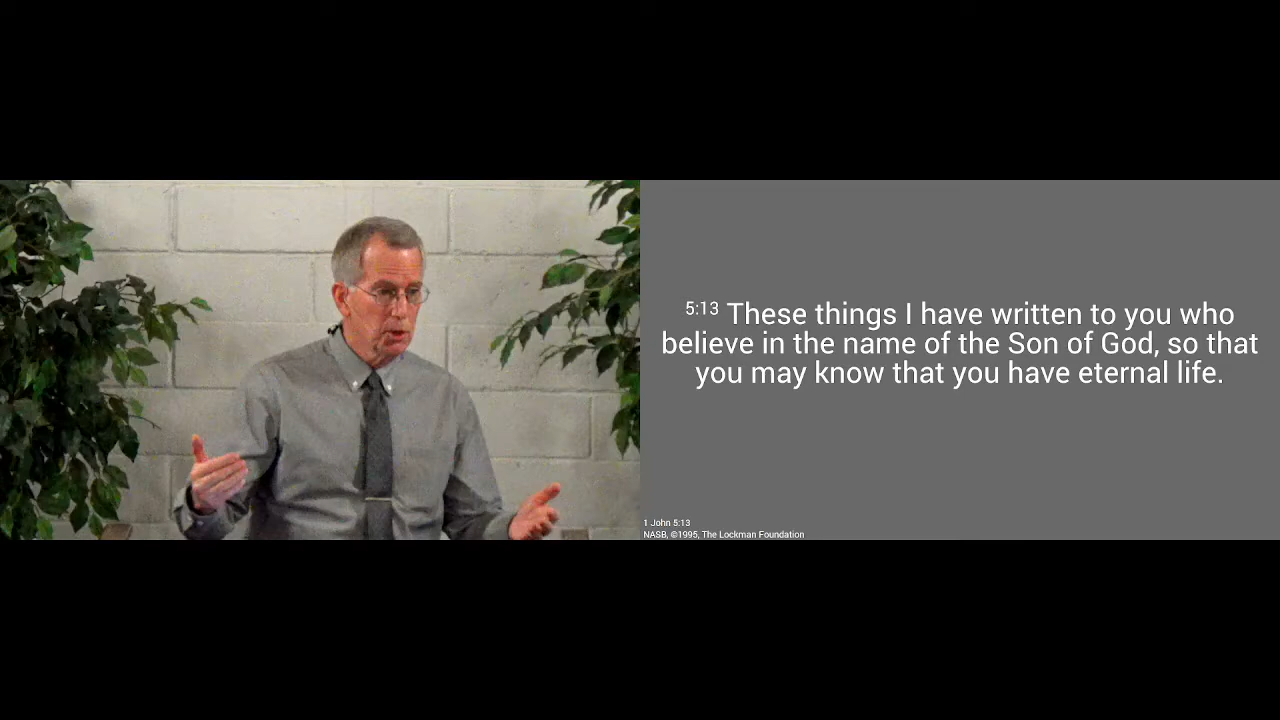 5:13 These things I have written to you who
believe in the name of the Son of God, so that
you may know that you have eternal life.
1 John 5:13
NASB, ©1995, The Lockman Foundation